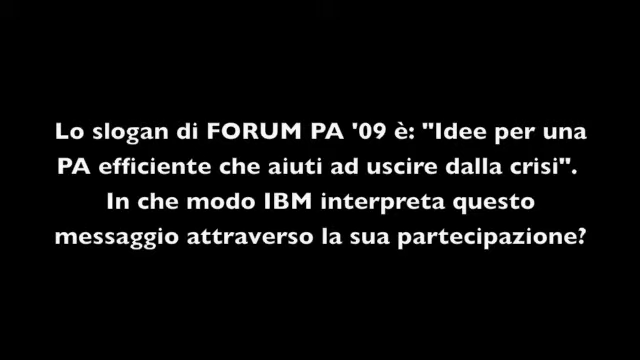 Lo slogan di FORUM PA '09 è: "Idee per una
PA efficiente che aiuti ad uscire dalla crisi".
In che modo IBM interpreta questo
messaggio attraverso la sua partecipazione?